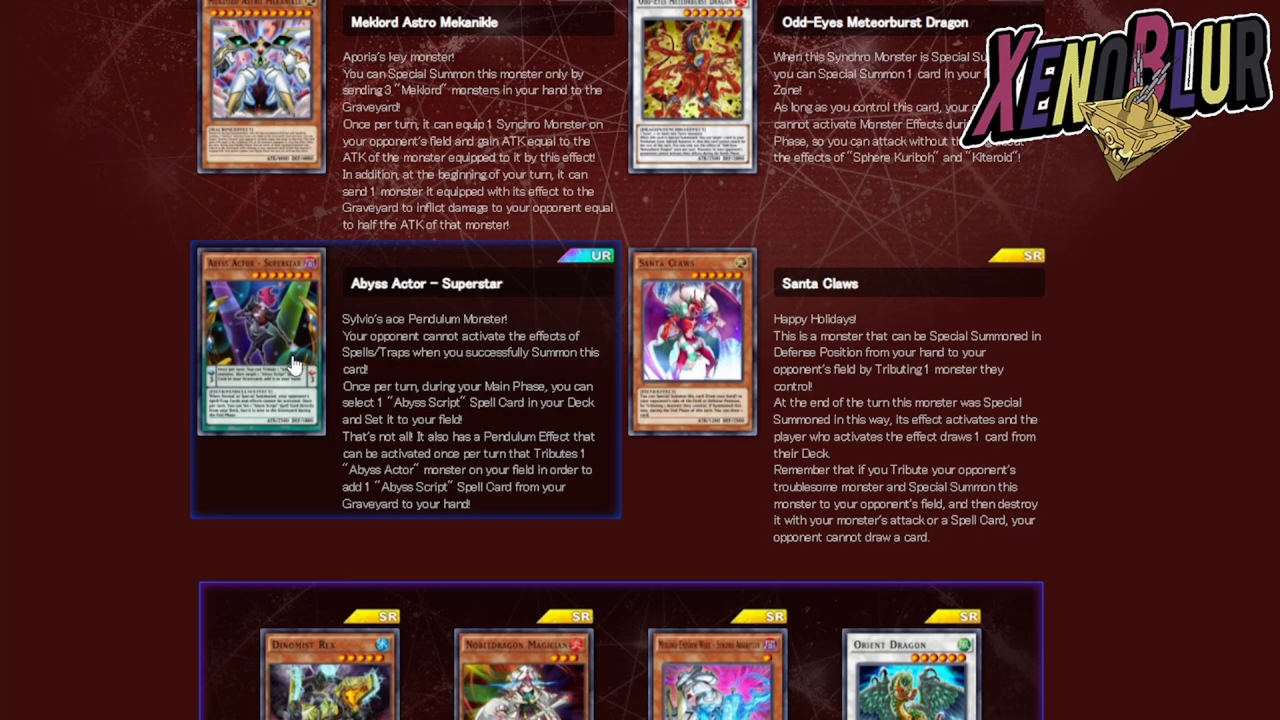 Meklord Astro Mekanikle
Aporia's key monster!
You can Special Summon this monster only by
sending 3 "Meklord" monsters in your hand to the
Graveyard!
Once per turn, it can equip 1 Synchro Monster on
your opponent's field and gain ATK equal to the
ATK of the monster equipped to it by this effect!
In addition, at the beginning of your turn, it can
send 1 monster it equipped with its effect to the
Graveyard to inflict damage to your opponent equal
to half the ATK of that monster!
Odd-Eyes Meteorburst Dragon
When this Synchro Monster is Special Su
you can Special Summon 1 card in your
Zone!
As long as you control this card, your
cannot activate Monster Effects duri
Phase, so you can attack without
the effects of "Sphere Kuriboh" and "Kiteroid"!
XENOBLUR
UR
ABYSS ACTOR - SUPERSTAR
Abyss Actor - Superstar
Sylvio's ace Pendulum Monster!
Your opponent cannot activate the effects of
Spells/Traps when you successfully Summon this
card!
Once per turn, during your Main Phase, you can
select 1 "Abyss Script" Spell Card in your Deck
and Set it to your field!
That's not all! It also has a Pendulum Effect that
can be activated once per turn that Tributes 1
"Abyss Actor" monster on your field in order to
add 1 "Abyss Script" Spell Card from your
Graveyard to your hand!
SR
SANTA CLAWS
Santa Claws
Happy Holidays!
This is a monster that can be Special Summoned in
Defense Position from your hand to your
opponent's field by Tributing 1 monster they
control!
At the end of the turn this monster was Special
Summoned in this way, its effect activates and the
player who activates the effect draws 1 card from
their Deck.
Remember that if you Tribute your opponent's
troublesome monster and Special Summon this
monster to your opponent's field, and then destroy
it with your monster's attack or a Spell Card, your
opponent cannot draw a card.
SR
SR
SR
SR
DINOMIST REX
NOBLEDRAGON MAGICIAN
ORIENT DRAGON